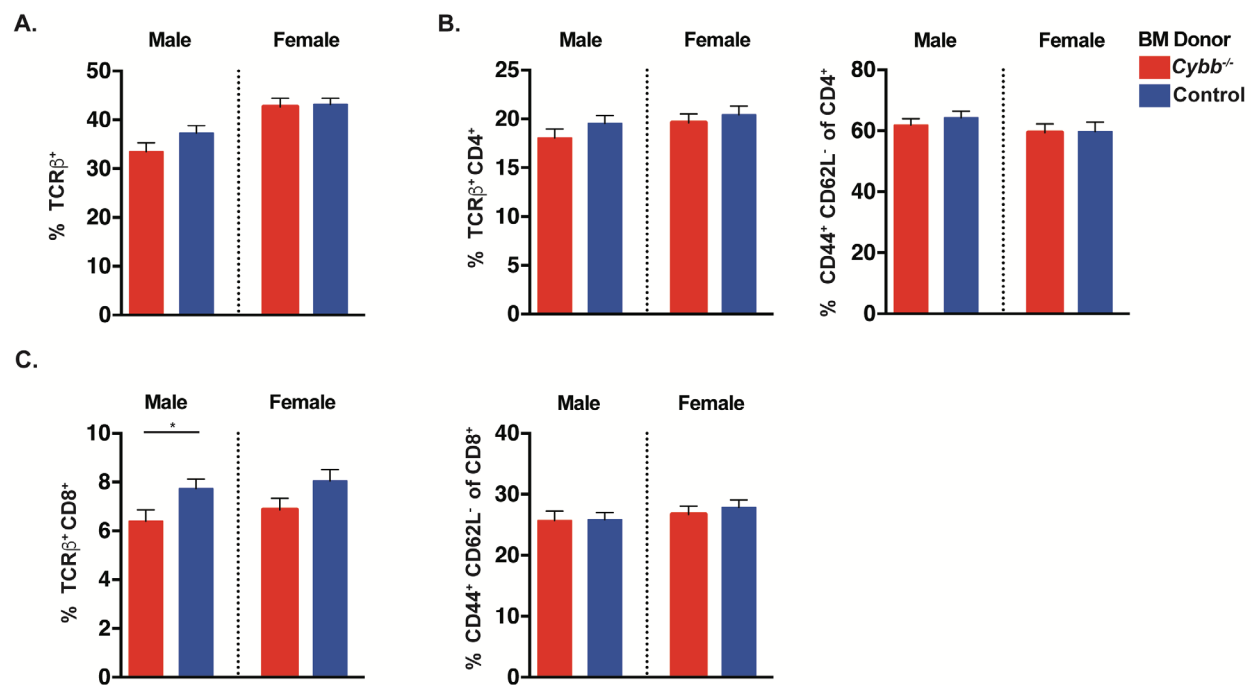 A.
Male Female
50
40
30
20
10
0
% TCRβ⁺
B.
Male Female
25
20
15
10
5
0
% TCRβ⁺ CD4⁺
Male Female
80
60
40
20
0
% CD44⁺ CD62L⁻ of CD4⁺
BM Donor
Cybb⁻/⁻
Control
C.
Male Female
*
10
8
6
4
2
0
% TCRβ⁺ CD8⁺
Male Female
40
30
20
10
0
% CD44⁺ CD62L⁻ of CD8⁺